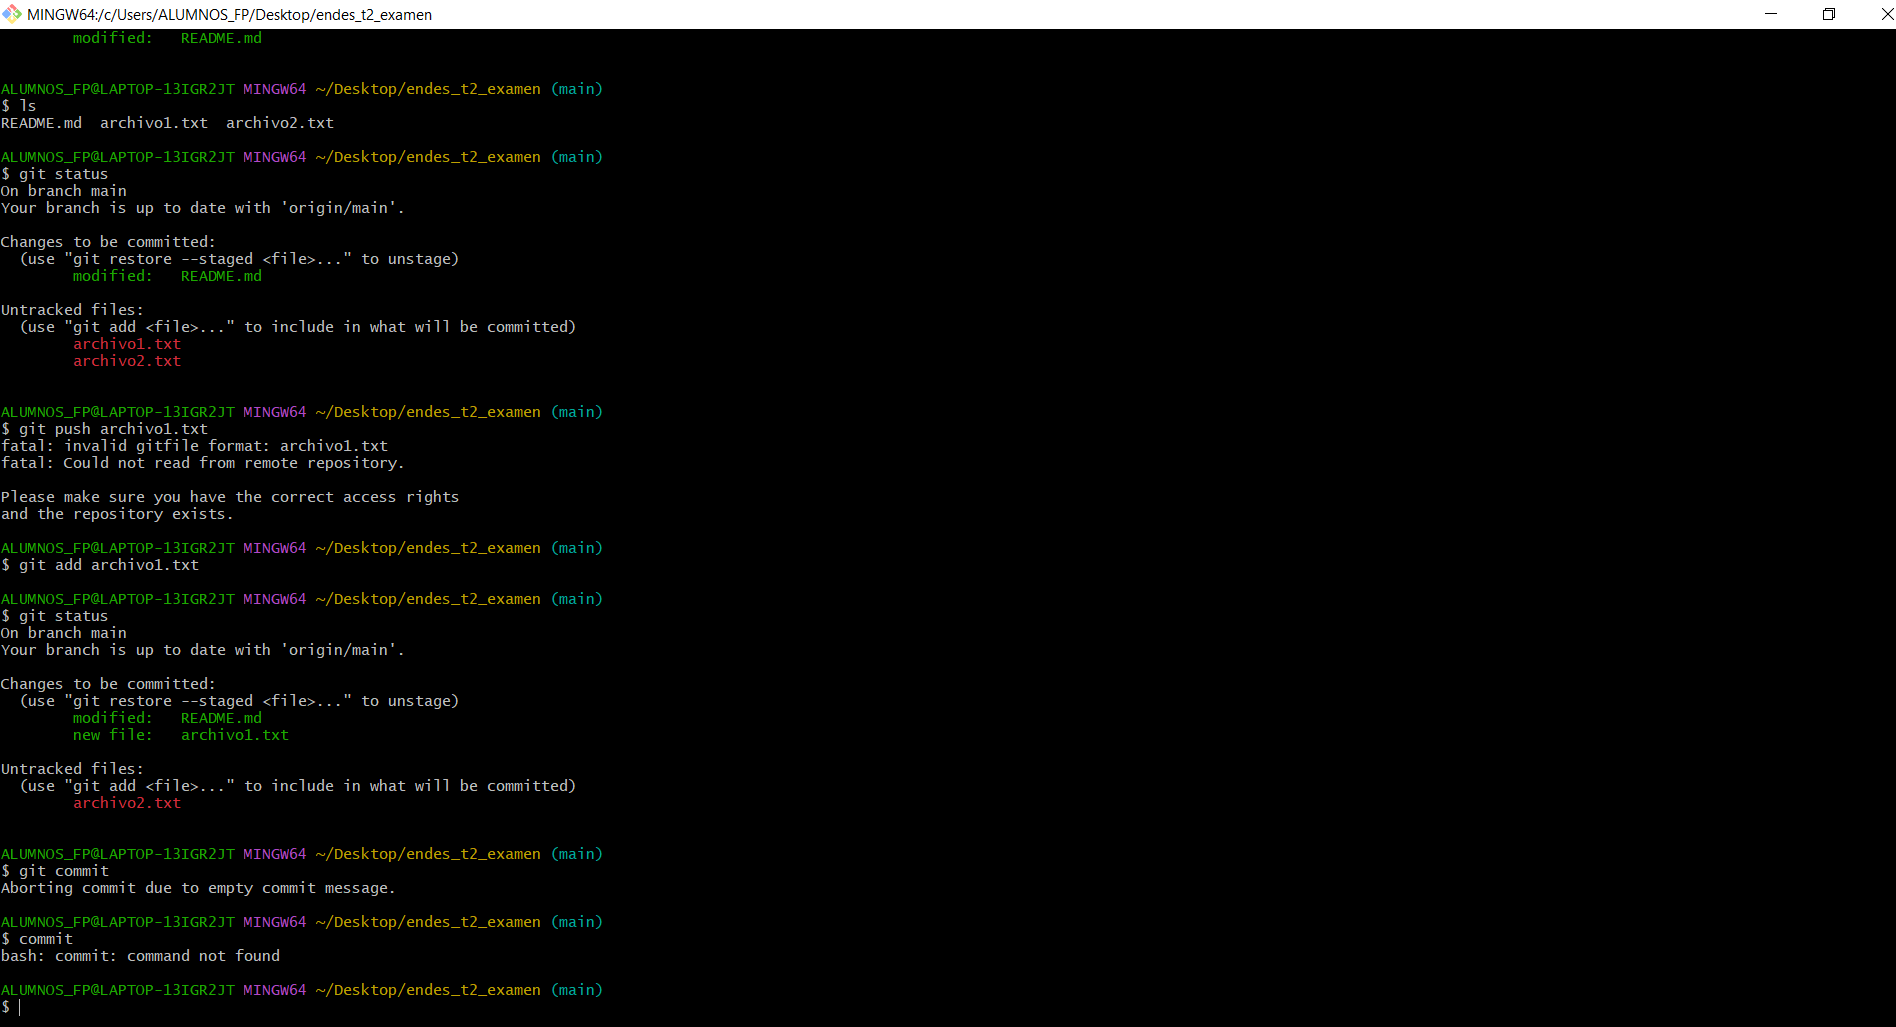 MINGW64:/c/Users/ALUMNOS_FP/Desktop/endes_t2_examen
modified:   README.md
ALUMNOS_FP@LAPTOP-13IGR2JT MINGW64 ~/Desktop/endes_t2_examen (main)
$ ls
README.md  archivo1.txt  archivo2.txt
ALUMNOS_FP@LAPTOP-13IGR2JT MINGW64 ~/Desktop/endes_t2_examen (main)
$ git status
On branch main
Your branch is up to date with 'origin/main'.
Changes to be committed:
  (use "git restore --staged <file>..." to unstage)
        modified:   README.md
Untracked files:
  (use "git add <file>..." to include in what will be committed)
        archivo1.txt
        archivo2.txt
ALUMNOS_FP@LAPTOP-13IGR2JT MINGW64 ~/Desktop/endes_t2_examen (main)
$ git push archivo1.txt
fatal: invalid gitfile format: archivo1.txt
fatal: Could not read from remote repository.
Please make sure you have the correct access rights
and the repository exists.
ALUMNOS_FP@LAPTOP-13IGR2JT MINGW64 ~/Desktop/endes_t2_examen (main)
$ git add archivo1.txt
ALUMNOS_FP@LAPTOP-13IGR2JT MINGW64 ~/Desktop/endes_t2_examen (main)
$ git status
On branch main
Your branch is up to date with 'origin/main'.
Changes to be committed:
  (use "git restore --staged <file>..." to unstage)
        modified:   README.md
        new file:   archivo1.txt
Untracked files:
  (use "git add <file>..." to include in what will be committed)
        archivo2.txt
ALUMNOS_FP@LAPTOP-13IGR2JT MINGW64 ~/Desktop/endes_t2_examen (main)
$ git commit
Aborting commit due to empty commit message.
ALUMNOS_FP@LAPTOP-13IGR2JT MINGW64 ~/Desktop/endes_t2_examen (main)
$ commit
bash: commit: command not found
ALUMNOS_FP@LAPTOP-13IGR2JT MINGW64 ~/Desktop/endes_t2_examen (main)
$